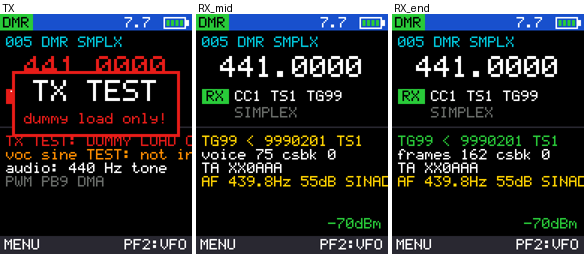 TX
DMR 7.7
005 DMR SMPLX
441.0000
TX TEST
dummy load only!
TX TEST: DUMMY LOAD O
voc sine TEST: not in
audio: 440 Hz tone
PWM PB9 DMA
MENU PF2:VFO
RX_mid
DMR 7.7
005 DMR SMPLX
441.0000
RX CC1 TS1 TG99
SIMPLEX
TG99 < 9990201 TS1
voice 75 csbk 0
TA XX0AAA
AF 439.8Hz 55dB SINAD
-70dBm
MENU PF2:VFO
RX_end
DMR 7.7
005 DMR SMPLX
441.0000
RX CC1 TS1 TG99
SIMPLEX
TG99 < 9990201 TS1
frames 162 csbk 0
TA XX0AAA
AF 439.8Hz 55dB SINAD
-70dBm
MENU PF2:VFO